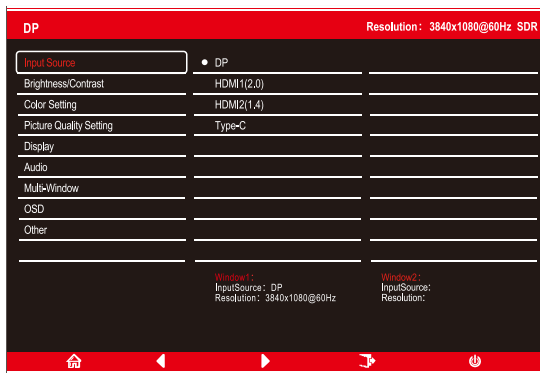 DP
Resolution: 3840x1080@60Hz SDR
Input Source
Brightness/Contrast
Color Setting
Picture Quality Setting
Display
Audio
Multi-Window
OSD
Other
DP
HDMI1(2.0)
HDMI2(1.4)
Type-C
Window1:
InputSource: DP
Resolution: 3840x1080@60Hz
Window2:
InputSource:
Resolution: